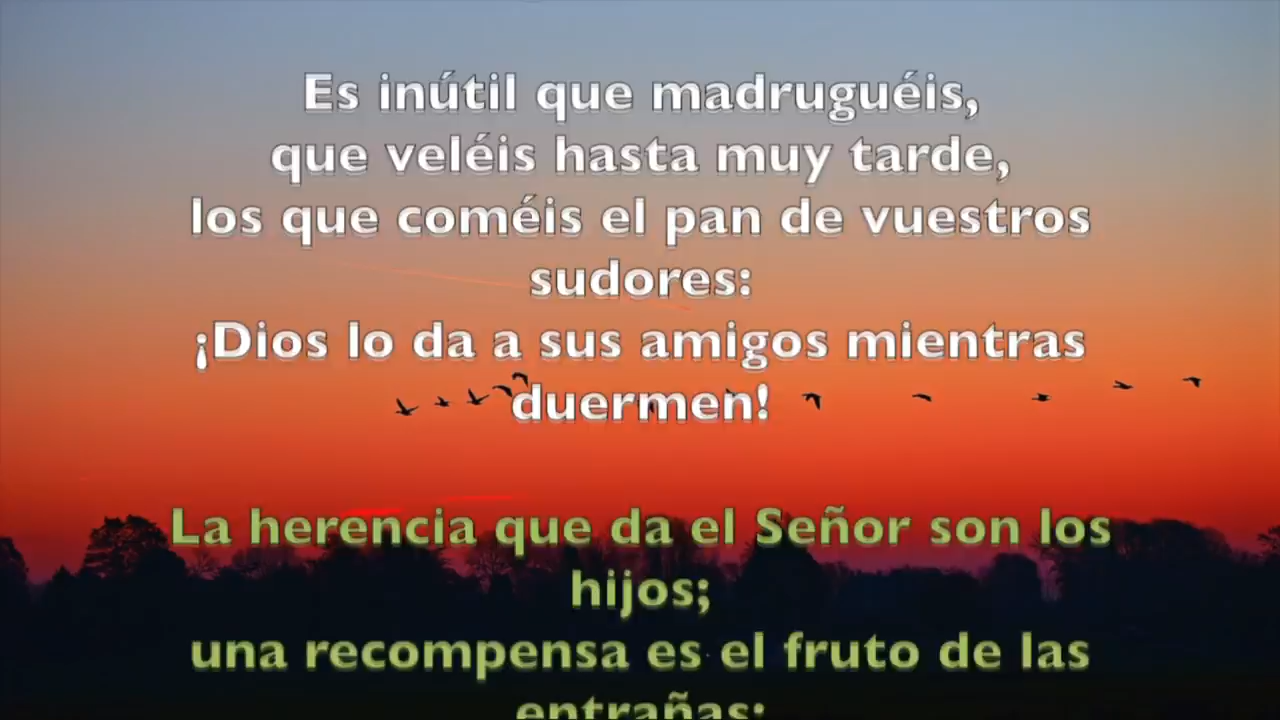 Es inútil que madruguéis,
que veléis hasta muy tarde,
los que coméis el pan de vuestros
sudores:
¡Dios lo da a sus amigos mientras
duermen!
La herencia que da el Señor son los
hijos;
una recompensa es el fruto de las
entrañas: